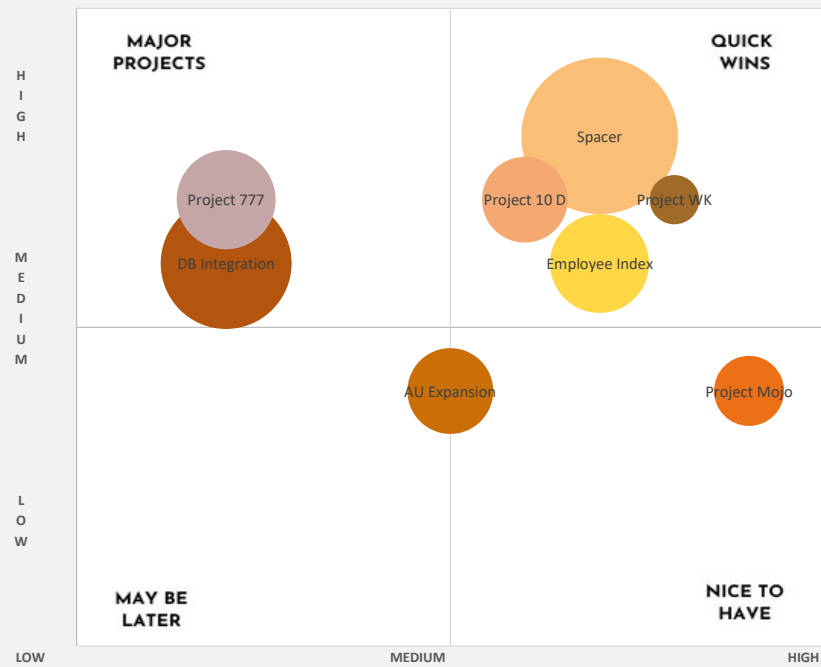 MAJOR
PROJECTS
QUICK
WINS
H
I
G
H
Spacer
Project 777
Project 10 D
Project WK
DB Integration
Employee Index
M
E
D
I
U
M
AU Expansion
Project Mojo
L
O
W
MAY BE
LATER
NICE TO
HAVE
LOW
MEDIUM
HIGH